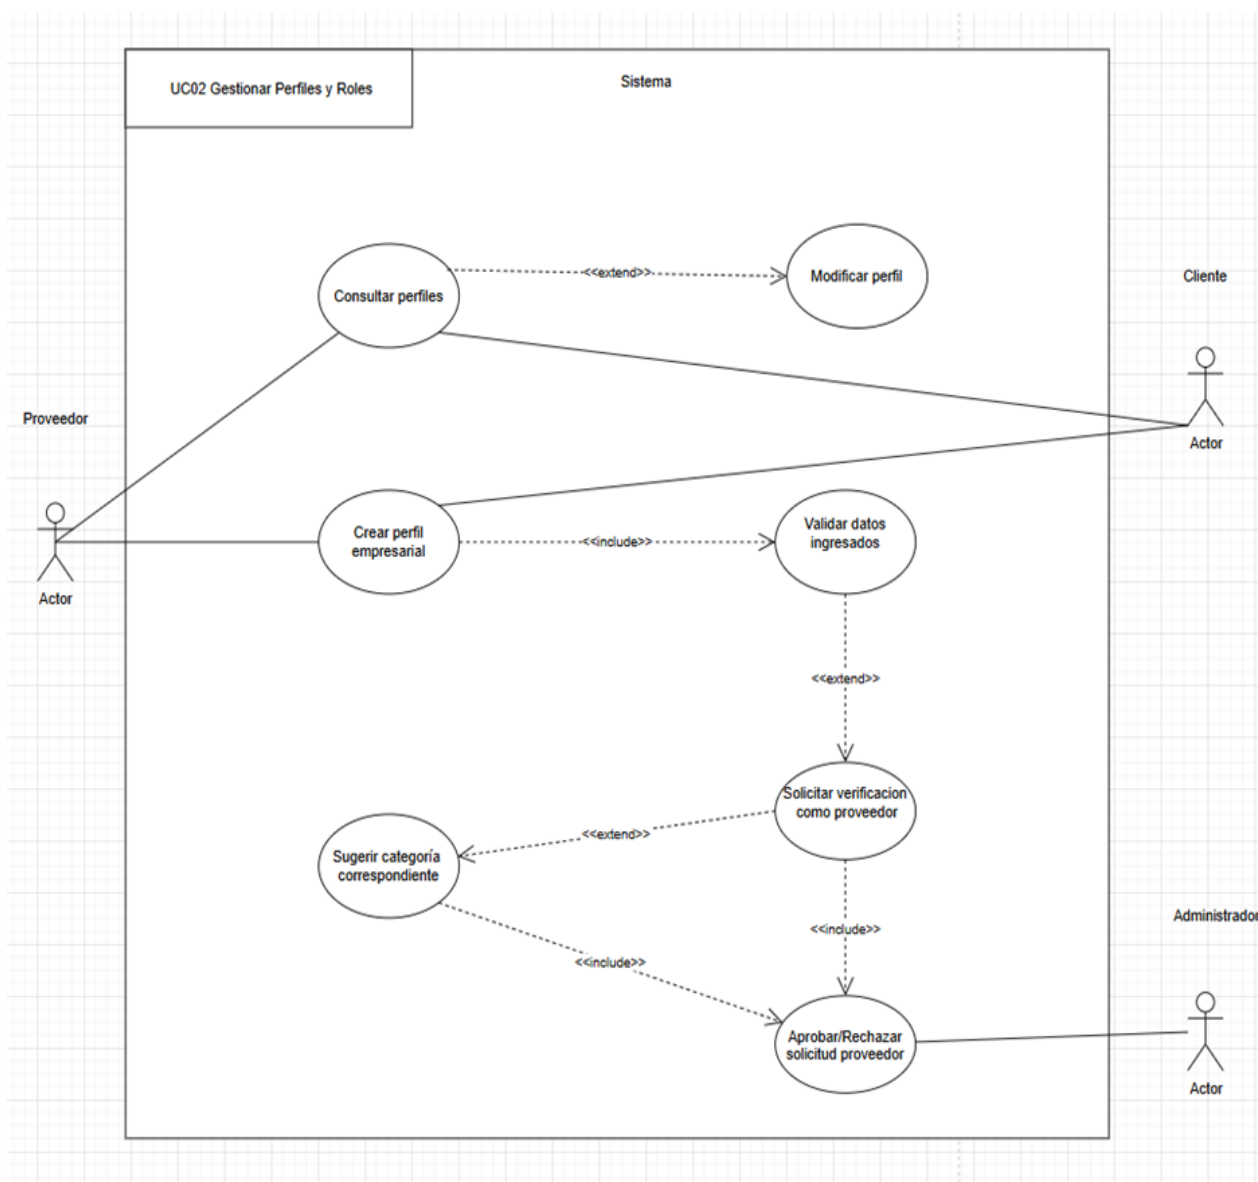 UC02 Gestionar Perfiles y Roles
Sistema
Consultar perfiles
<<extend>>
Modificar perfil
Cliente
Actor
Proveedor
Actor
Crear perfil
empresarial
<<include>>
Validar datos
ingresados
<<extend>>
Solicitar verificacion
como proveedor
<<extend>>
Sugerir categoría
correspondiente
<<include>>
<<include>>
Administrador
Aprobar/Rechazar
solicitud proveedor
Actor